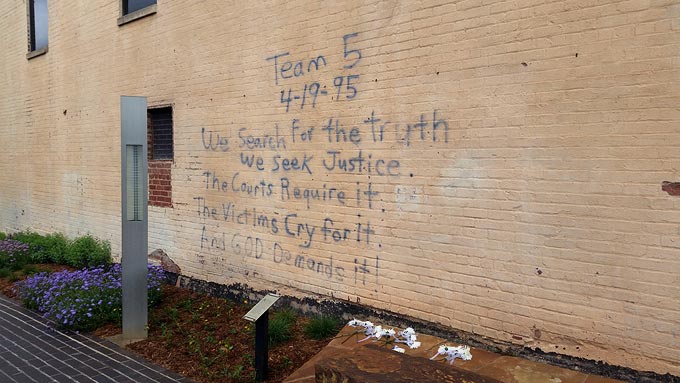 Team 5
4-19-95
We Search For the truth
We Seek Justice.
The Courts Require it.
The Victims Cry for it.
And GOD Demands it!